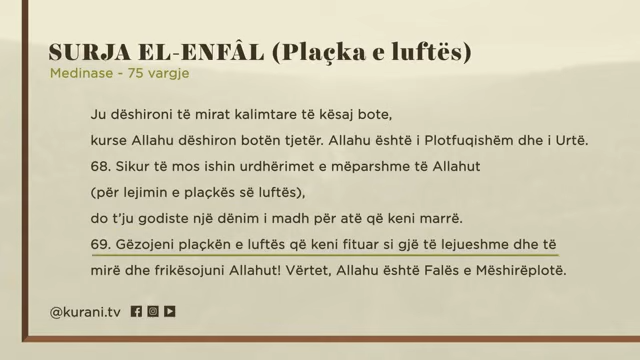 SURJA EL-ENFÂL (Plaçka e luftës)
Medinase - 75 vargje
Ju dëshironi të mirat kalimtare të kësaj bote,
kurse Allahu dëshiron botën tjetër. Allahu është i Plotfuqishëm dhe i Urtë.
68. Sikur të mos ishin urdhërimet e mëparshme të Allahut
(për lejimin e plaçkës së luftës),
do t’ju godiste një dënim i madh për atë që keni marrë.
69. Gëzojeni plaçkën e luftës që keni fituar si gjë të lejueshme dhe të
mirë dhe frikësojuni Allahut! Vërtet, Allahu është Falës e Mëshirëplotë.
@kurani.tv